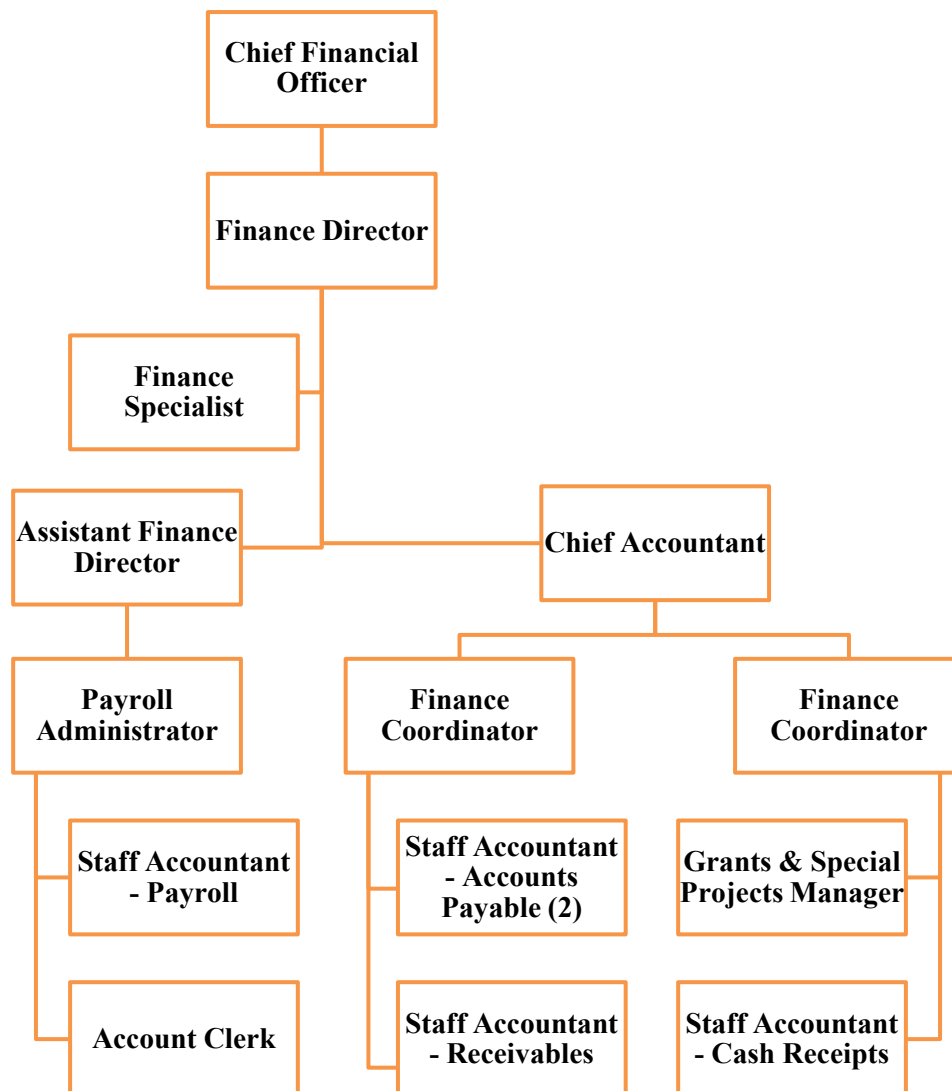 Chief Financial
Officer
Finance Director
Finance
Specialist
Assistant Finance
Director
Chief Accountant
Payroll
Administrator
Finance
Coordinator
Finance
Coordinator
Staff Accountant
- Payroll
Staff Accountant
- Accounts
Payable (2)
Grants & Special
Projects Manager
Account Clerk
Staff Accountant
- Receivables
Staff Accountant
- Cash Receipts